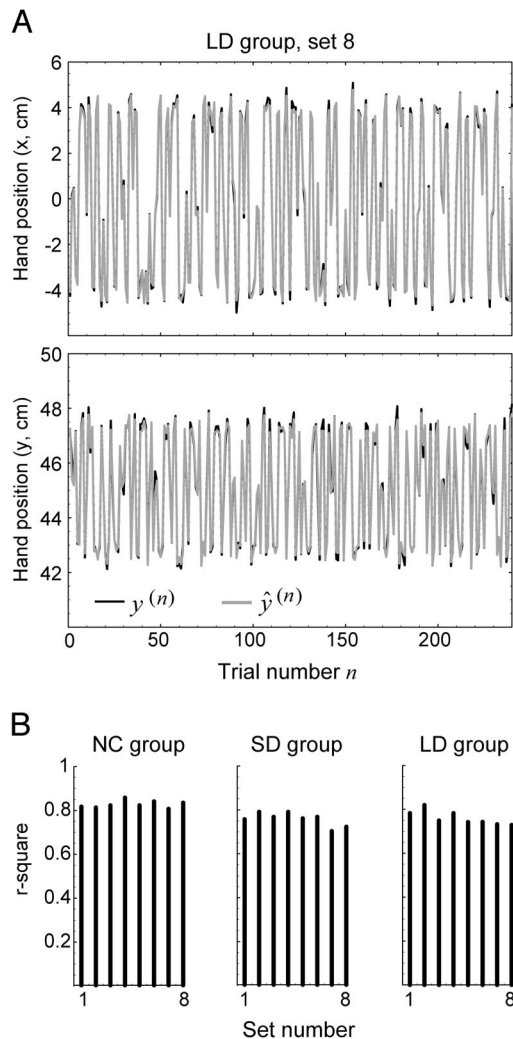 A
LD group, set 8
Hand position (x, cm)
6
4
2
0
-2
-4
Hand position (y, cm)
50
48
46
44
42
y (n)
ŷ (n)
0 50 100 150 200
Trial number n
B
NC group SD group LD group
r-square
1
0.8
0.6
0.4
0.2
1 8 1 8 1 8
Set number